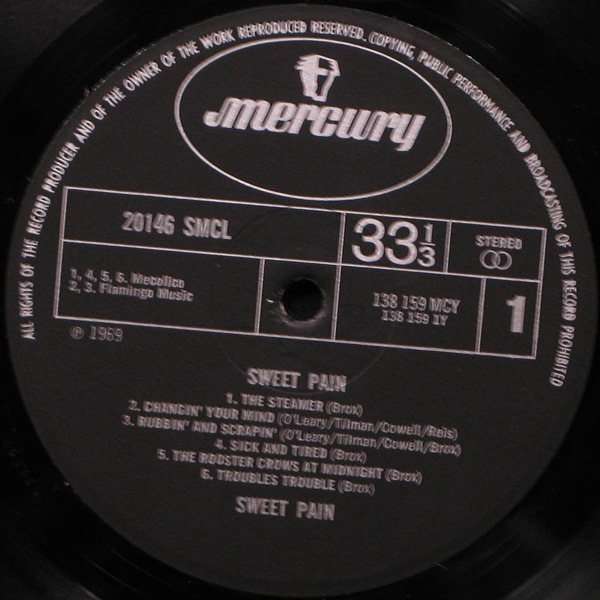 ALL RIGHTS OF THE RECORD PRODUCER AND OF THE OWNER OF THE WORK REPRODUCED RESERVED. COPYING, PUBLIC PERFORMANCE AND BROADCASTING OF THIS RECORD PROHIBITED
mercury
20146 SMCL
33 1/3
STEREO
1, 4, 5, 6. Mecolico
2, 3. Flamingo Music
138 159 MCY
138 159 1Y
1
℗ 1969
SWEET PAIN
1. THE STEAMER (Brox)
2. CHANGIN' YOUR MIND (O'Leary/Tilman/Cowell/Reis)
3. RUBBIN' AND SCRAPIN' (O'Leary/Tilman/Cowell/Brox)
4. SICK AND TIRED (Brox)
5. THE ROOSTER CROWS AT MIDNIGHT (Brox)
6. TROUBLES TROUBLE (Brox)
SWEET PAIN